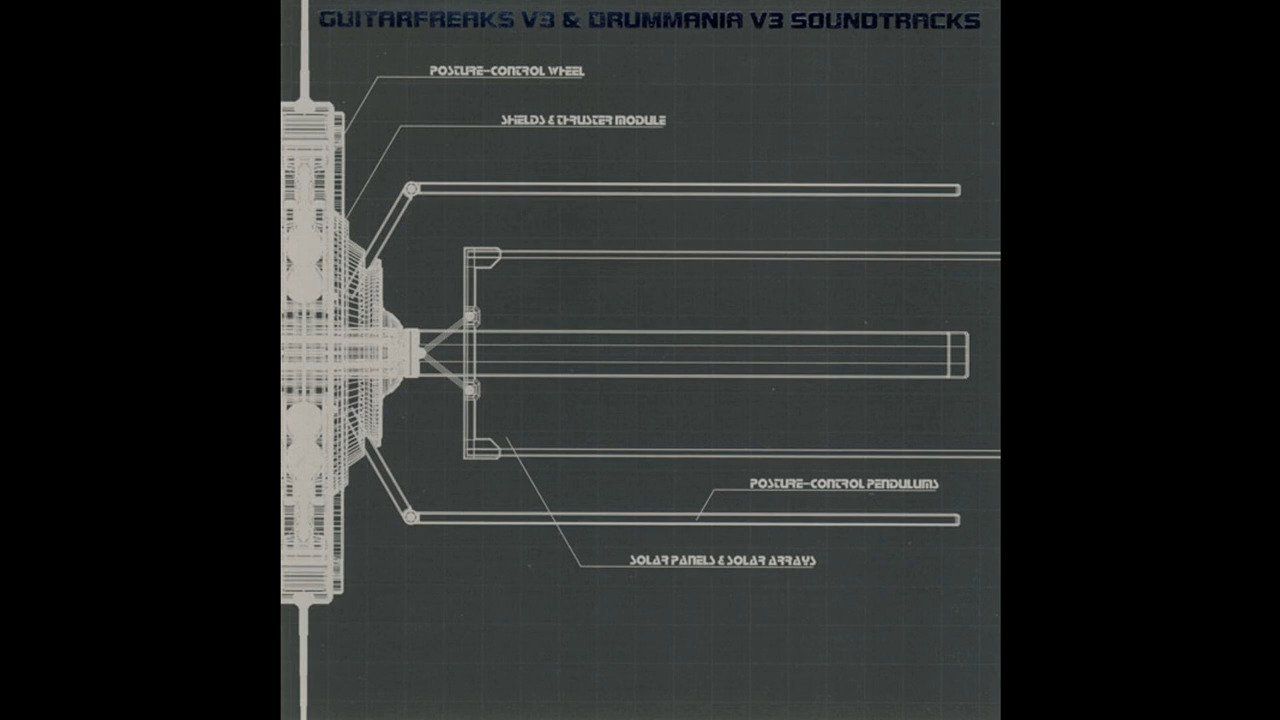 GUITARFREAKS V3 & DRUMMANIA V3 SOUNDTRACKS
POSTURE-CONTROL WHEEL
SHIELDS & THRUSTER MODULE
POSTURE-CONTROL PENDULUMS
SOLAR PANELS & SOLAR ARRAYS